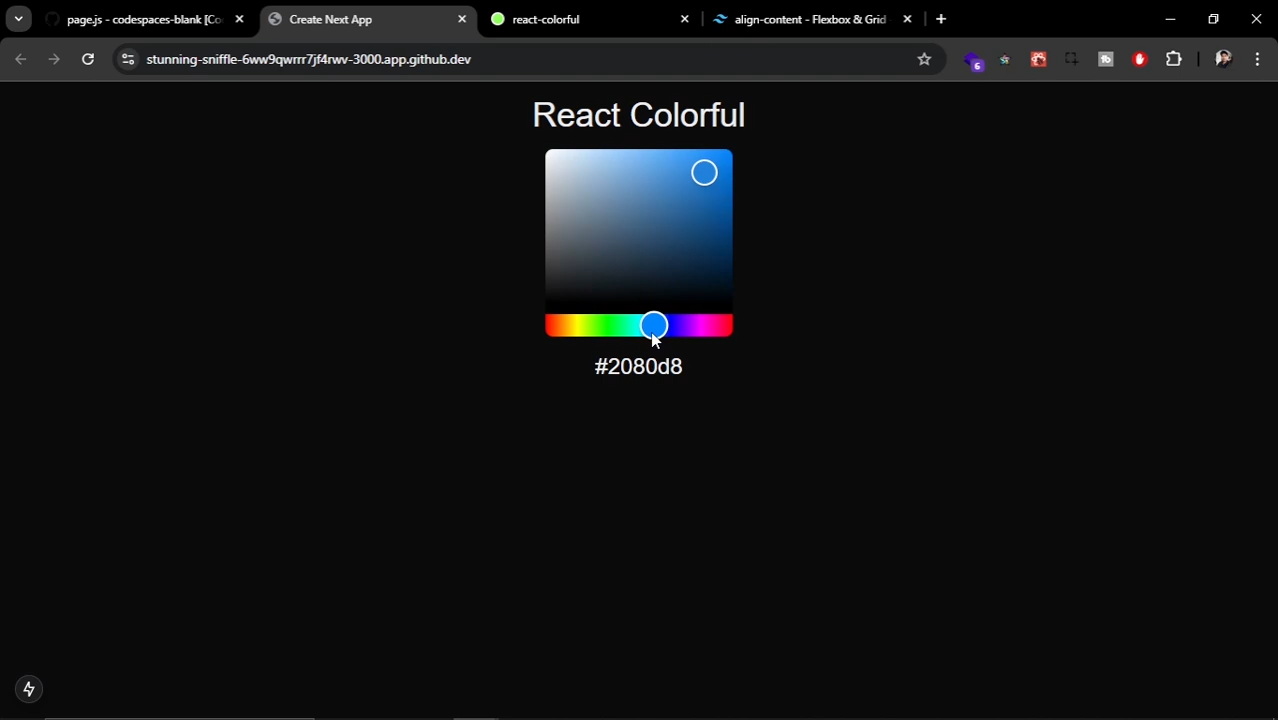 page.js - codespaces-blank [Co
Create Next App
react-colorful
align-content - Flexbox & Grid
stunning-sniffle-6ww9qwrrr7jf4rwv-3000.app.github.dev
6
React Colorful
#2080d8